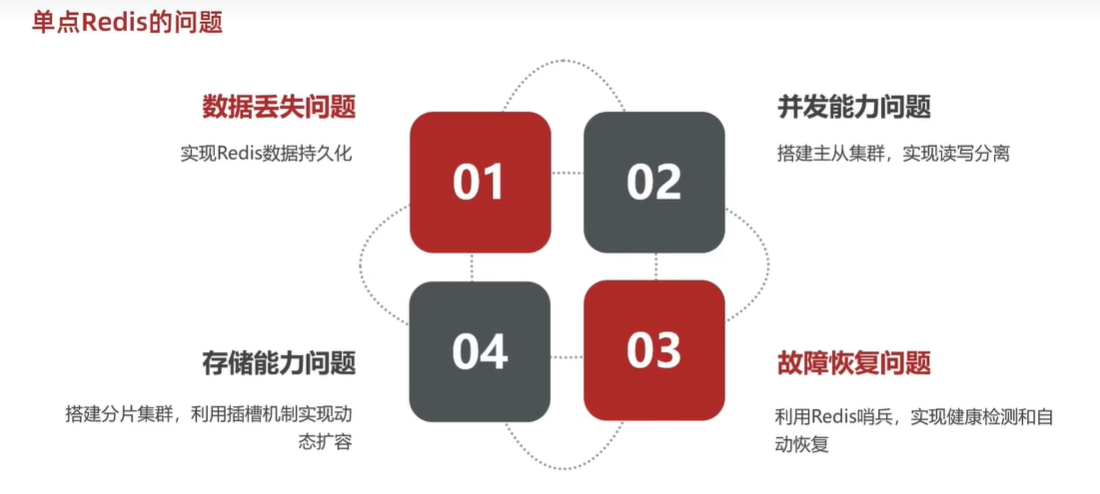 单点Redis的问题
数据丢失问题
实现Redis数据持久化
01
02
并发能力问题
搭建主从集群，实现读写分离
存储能力问题
搭建分片集群，利用插槽机制实现动
态扩容
04
03
故障恢复问题
利用Redis哨兵，实现健康检测和自
动恢复